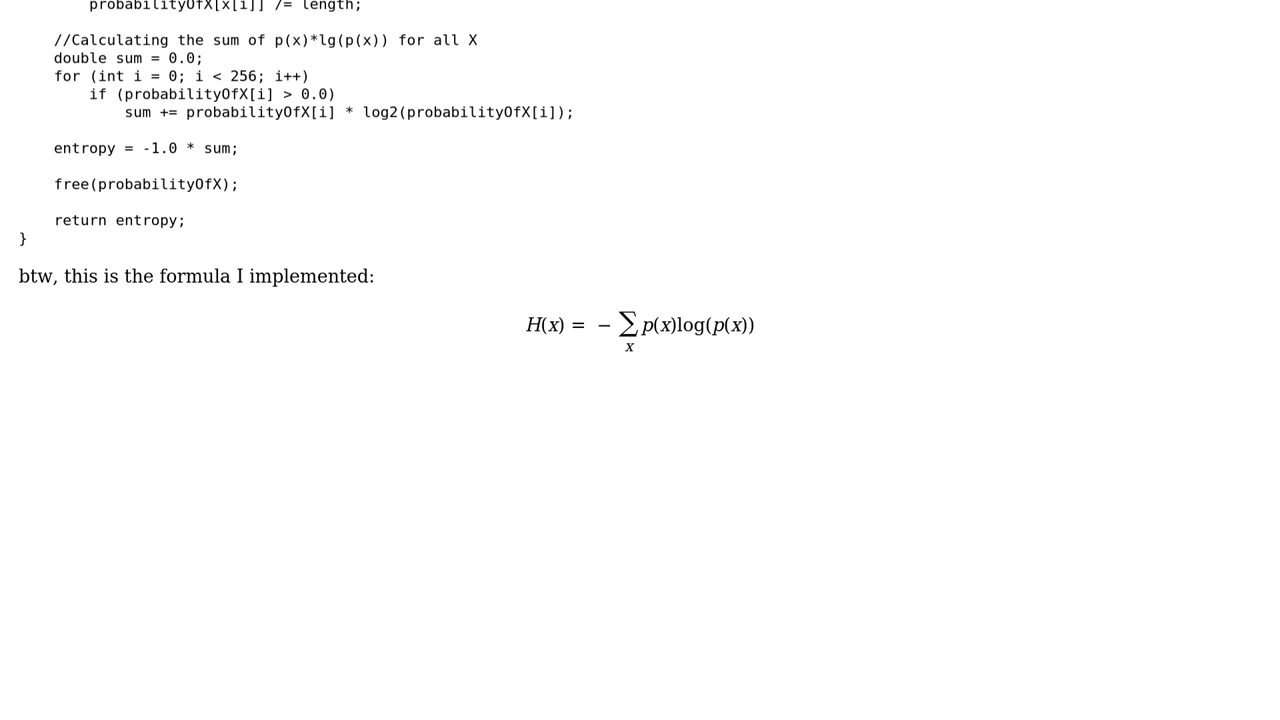 probabilityOfX[x[i]] /= length;

    //Calculating the sum of p(x)*lg(p(x)) for all X
    double sum = 0.0;
    for (int i = 0; i < 256; i++)
        if (probabilityOfX[i] > 0.0)
            sum += probabilityOfX[i] * log2(probabilityOfX[i]);

    entropy = -1.0 * sum;

    free(probabilityOfX);

    return entropy;
}
btw, this is the formula I implemented:
H(x) = − ∑ p(x)log(p(x))
x